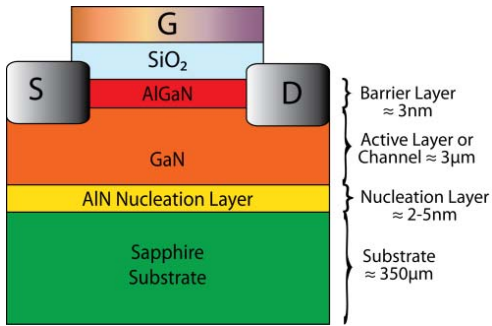 G
SiO₂
S
AlGaN
D
GaN
AlN Nucleation Layer
Sapphire
Substrate
Barrier Layer
≈ 3nm
Active Layer or
Channel ≈ 3μm
Nucleation Layer
≈ 2-5nm
Substrate
≈ 350μm